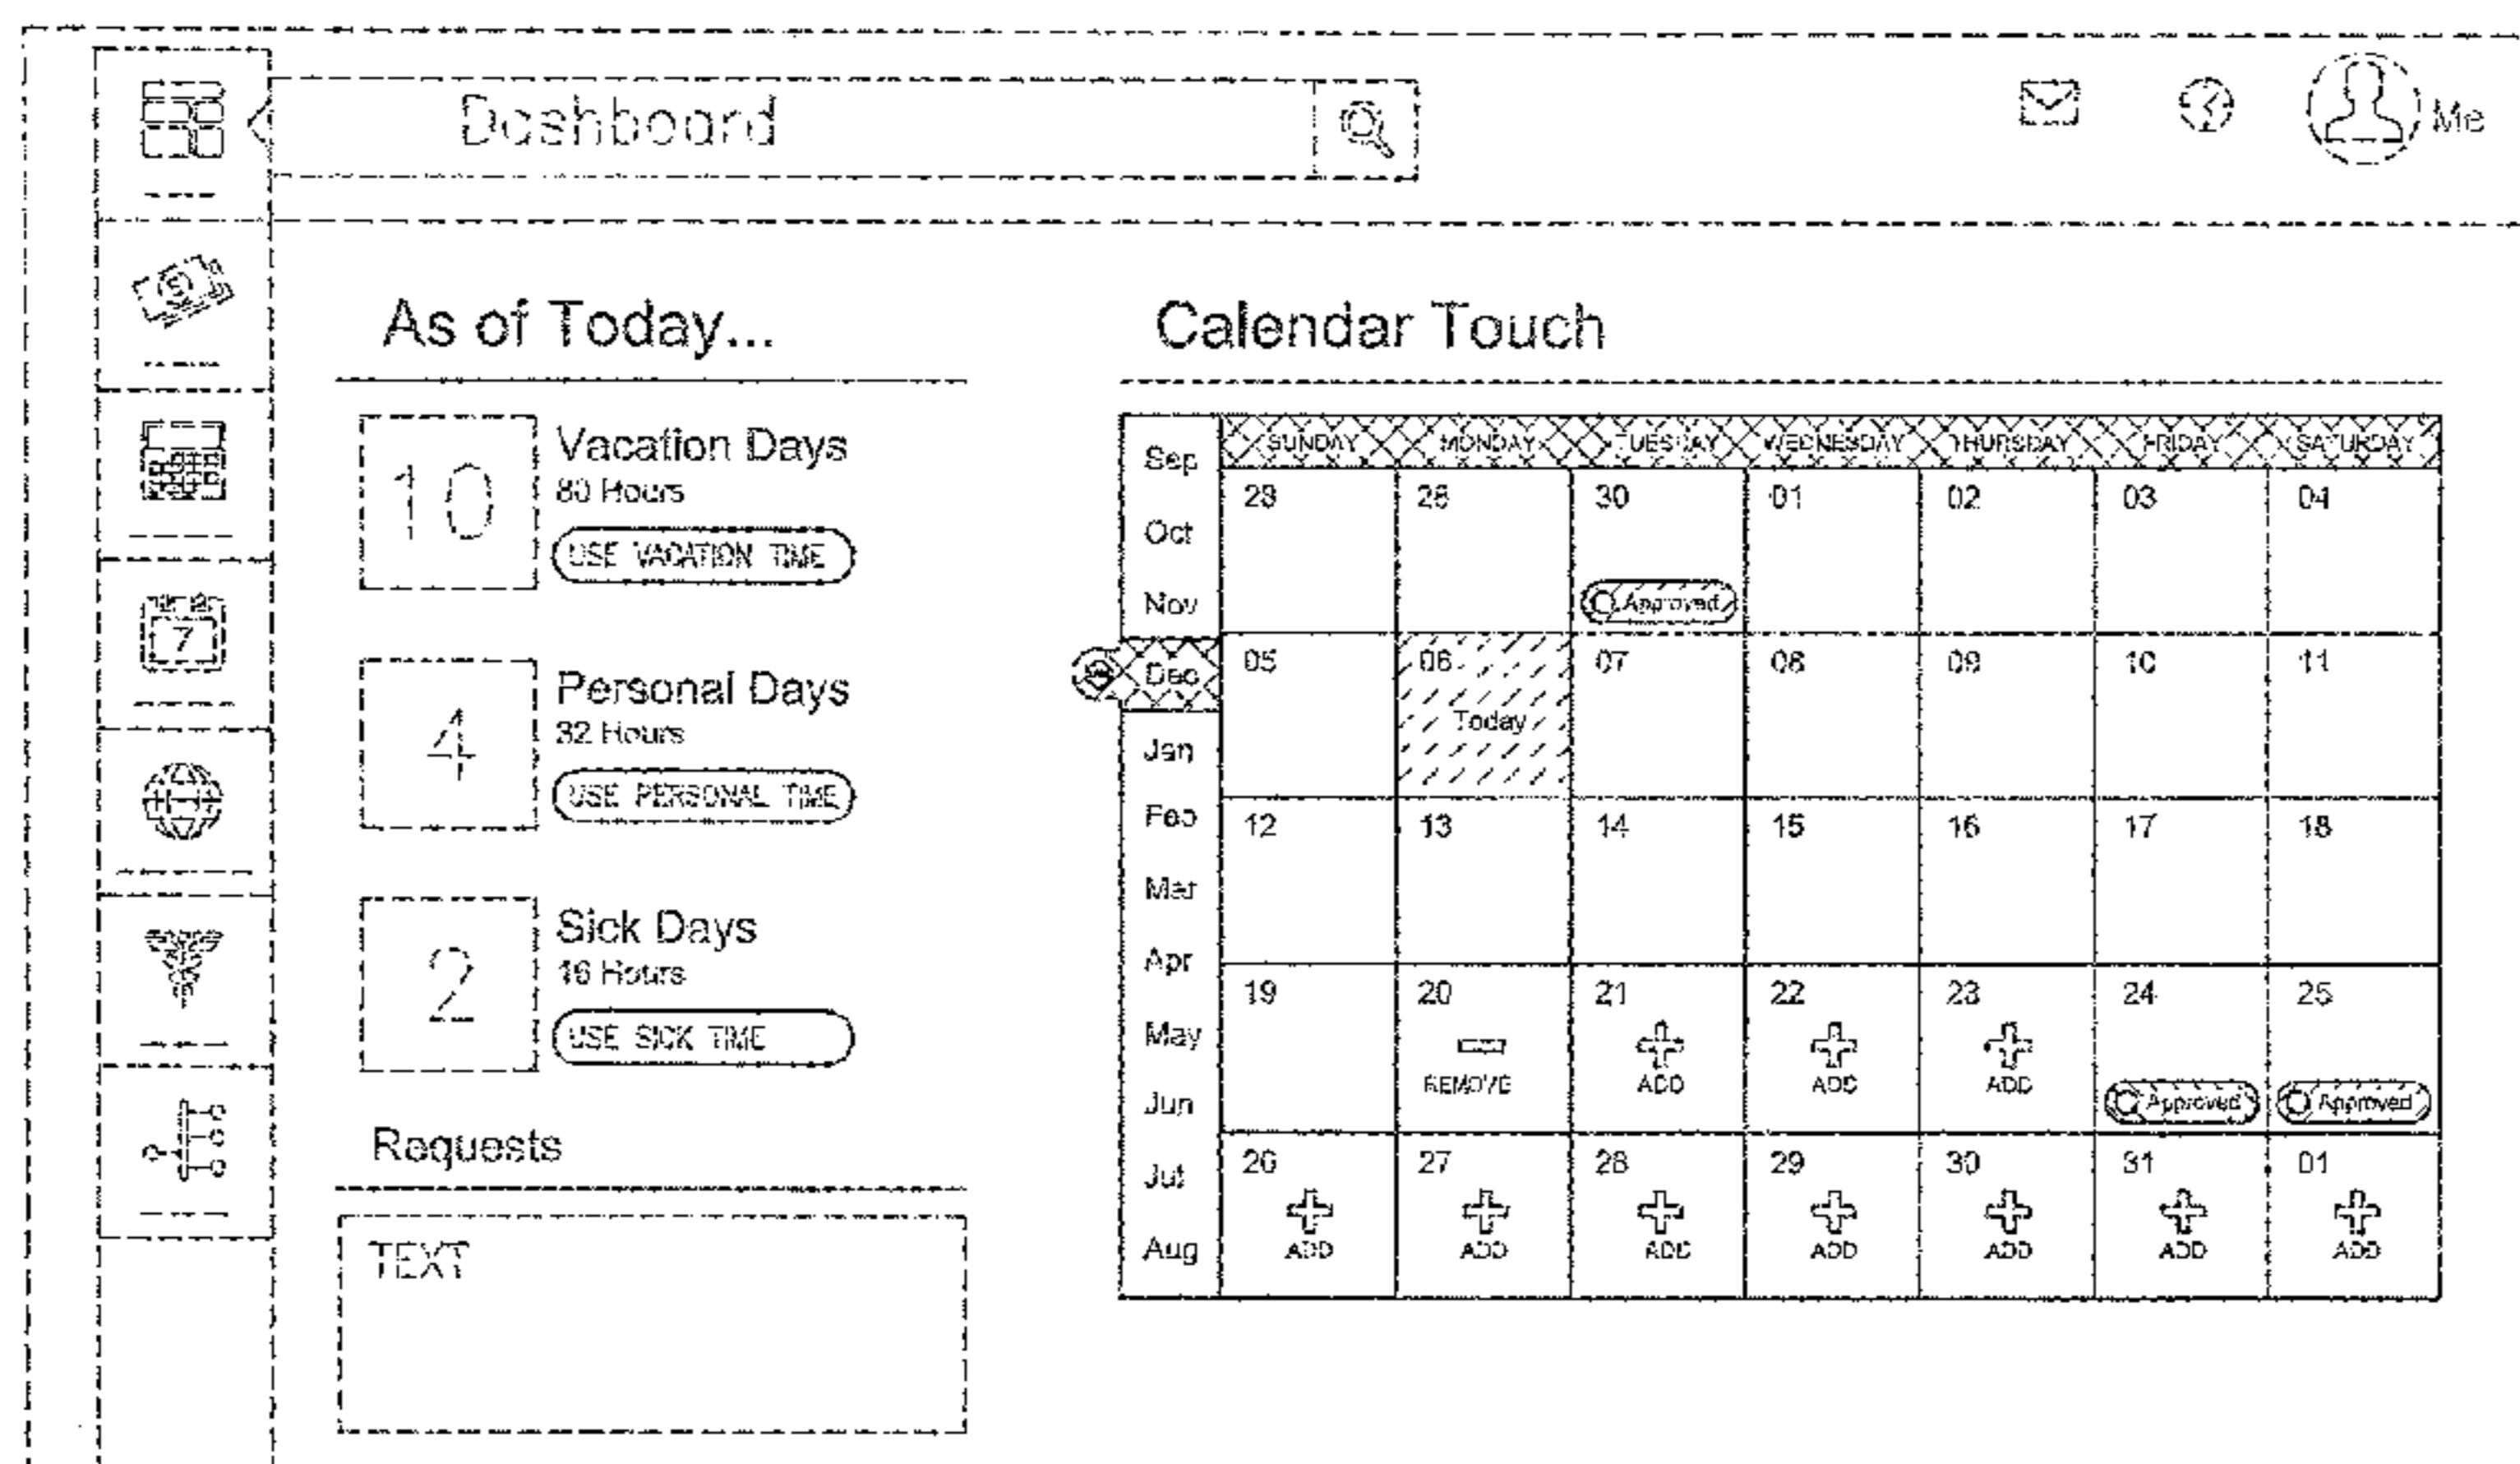 Dashboard
Me
As of Today...
10
Vacation Days
80 Hours
USE VACATION TIME
4
Personal Days
32 Hours
USE PERSONAL TIME
2
Sick Days
16 Hours
USE SICK TIME
Requests
TEXT
7
Calendar Touch
Sep
Oct
Nov
Dec
Jan
Feb
Mar
Apr
May
Jun
Jul
Aug
SUNDAY MONDAY TUESDAY WEDNESDAY THURSDAY FRIDAY SATURDAY
28 30 01 02 03 04
Approved
05 06 07 08 09 10 11
Today
12 13 14 15 16 17 18
19 20 21 22 23 24 25
REMOVE ADD ADD ADD Approved Approved
26 27 28 29 30 31 01
ADD ADD ADD ADD ADD ADD ADD